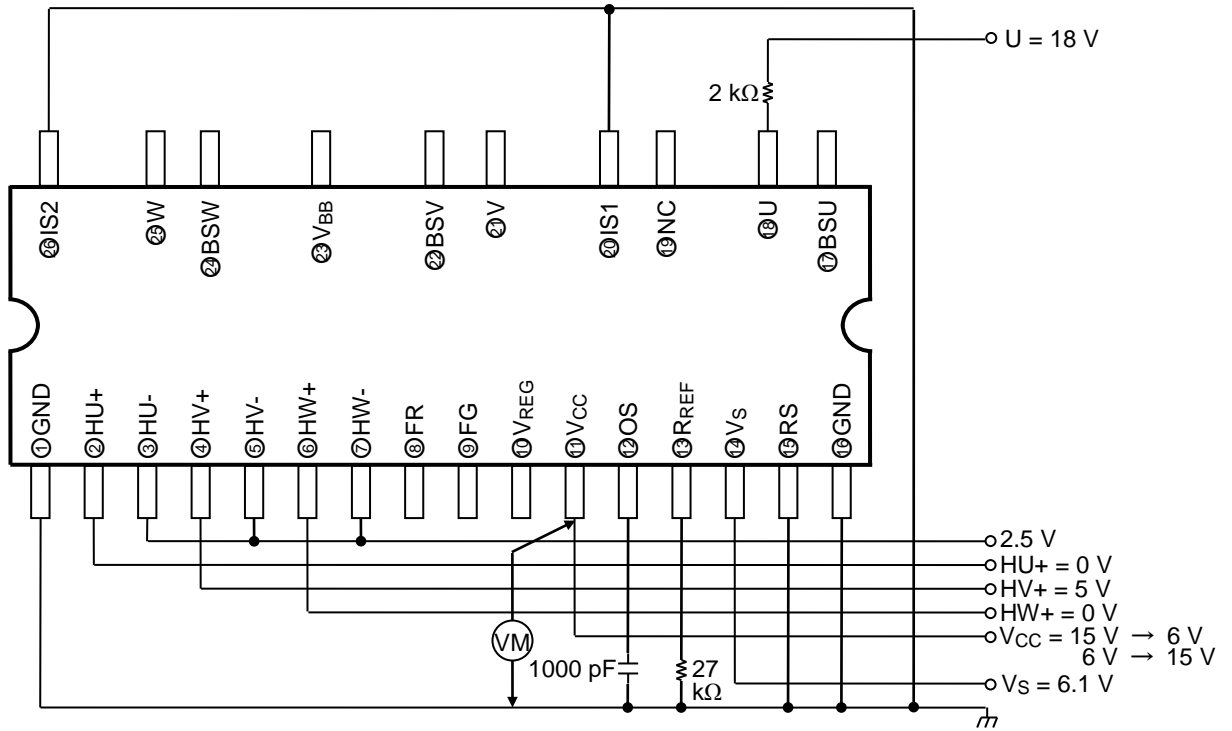 U = 18 V
2 kΩ
㉖IS2
㉕W
㉔BSW
㉓VBB
㉒BSV
㉑V
⑳IS1
⑲NC
⑱U
⑰BSU
①GND
②HU+
③HU-
④HV+
⑤HV-
⑥HW+
⑦HW-
⑧FR
⑨FG
⑩VREG
⑪VCC
⑫OS
⑬RREF
⑭VS
⑮RS
⑯GND
2.5 V
HU+ = 0 V
HV+ = 5 V
HW+ = 0 V
VCC = 15 V → 6 V
6 V → 15 V
VM
1000 pF
27
kΩ
VS = 6.1 V